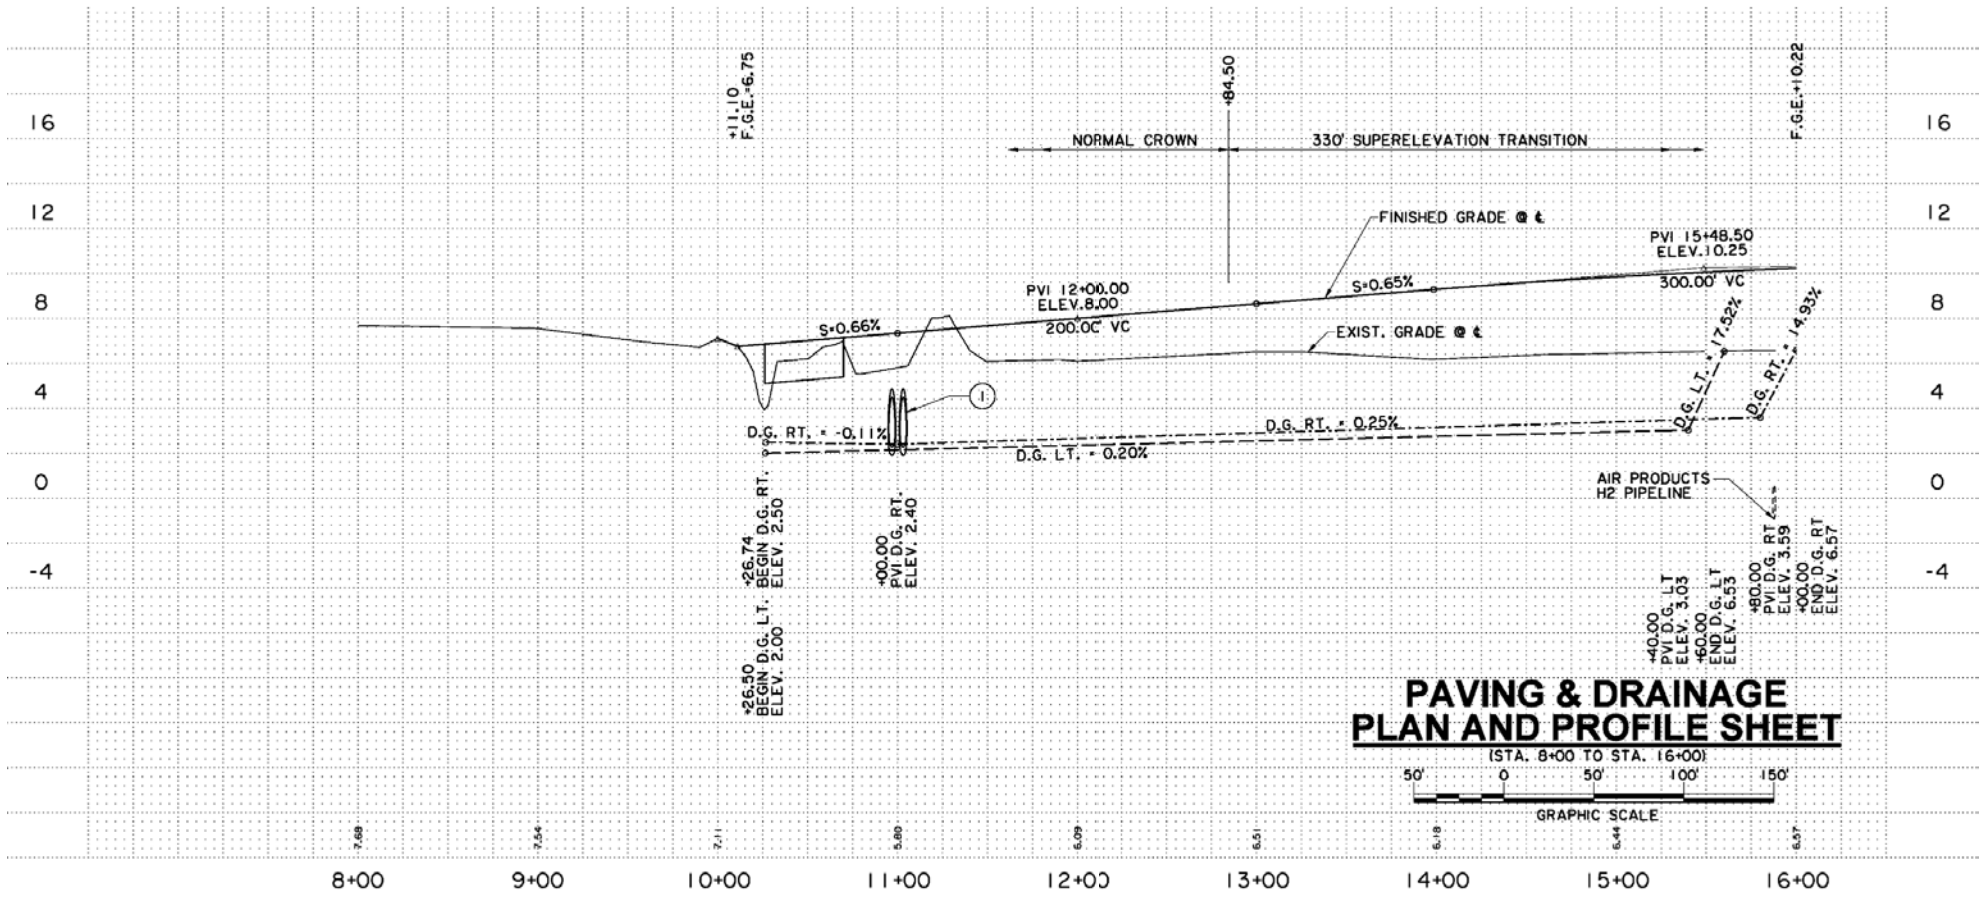 +11.10
F.G.E.=6.75
+84.50
F.G.E.+10.22
16
16
NORMAL CROWN
330' SUPERELEVATION TRANSITION
12
12
FINISHED GRADE @ ℄
PVI 15+48.50
ELEV.10.25
300.00' VC
PVI 12+00.00
ELEV.8.00
200.00' VC
8
8
S=0.66%
S=0.65%
EXIST. GRADE @ ℄
D.G. LT. = 17.52%
D.G. RT. = 14.93%
4
4
1
D.G. RT. = -0.11%
D.G. RT. = 0.25%
D.G. LT. = 0.20%
0
0
AIR PRODUCTS
H2 PIPELINE
+26.74
BEGIN D.G. RT.
ELEV. 2.50
+00.00
PVI D.G. RT.
ELEV. 2.40
-4
-4
+26.50
BEGIN D.G. LT.
ELEV. 2.00
+40.00
PVI D.G. LT
ELEV. 3.03
+60.00
END D.G. LT
ELEV. 6.53
+80.00
PVI D.G. RT
ELEV. 3.59
+00.00
END D.G. RT
ELEV. 6.57
PAVING & DRAINAGE
PLAN AND PROFILE SHEET
(STA. 8+00 TO STA. 16+00)
50' 0 50' 100' 150'
GRAPHIC SCALE
7.68 7.54 7.11 5.80 6.09 6.51 6.18 6.44 6.57
8+00 9+00 10+00 11+00 12+00 13+00 14+00 15+00 16+00